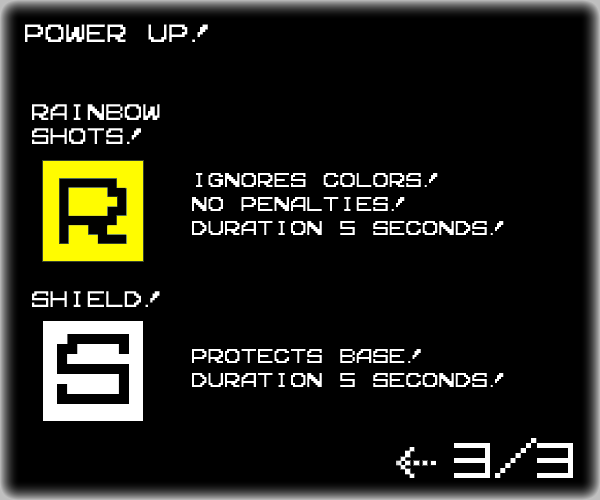 POWER UP!
RAINBOW
SHOTS!
R
IGNORES COLORS!
NO PENALTIES!
DURATION 5 SECONDS!
SHIELD!
S
PROTECTS BASE!
DURATION 5 SECONDS!
3/3